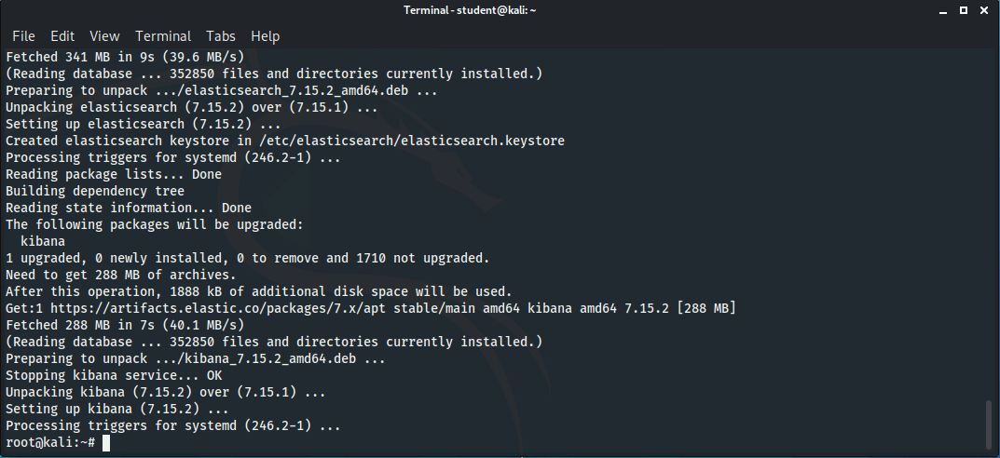 Terminal - student@kali: ~
File Edit View Terminal Tabs Help
Fetched 341 MB in 9s (39.6 MB/s)
(Reading database ... 352850 files and directories currently installed.)
Preparing to unpack .../elasticsearch_7.15.2_amd64.deb ...
Unpacking elasticsearch (7.15.2) over (7.15.1) ...
Setting up elasticsearch (7.15.2) ...
Created elasticsearch keystore in /etc/elasticsearch/elasticsearch.keystore
Processing triggers for systemd (246.2-1) ...
Reading package lists... Done
Building dependency tree
Reading state information... Done
The following packages will be upgraded:
  kibana
1 upgraded, 0 newly installed, 0 to remove and 1710 not upgraded.
Need to get 288 MB of archives.
After this operation, 1888 kB of additional disk space will be used.
Get:1 https://artifacts.elastic.co/packages/7.x/apt stable/main amd64 kibana amd64 7.15.2 [288 MB]
Fetched 288 MB in 7s (40.1 MB/s)
(Reading database ... 352850 files and directories currently installed.)
Preparing to unpack .../kibana_7.15.2_amd64.deb ...
Stopping kibana service... OK
Unpacking kibana (7.15.2) over (7.15.1) ...
Setting up kibana (7.15.2) ...
Processing triggers for systemd (246.2-1) ...
root@kali:~#